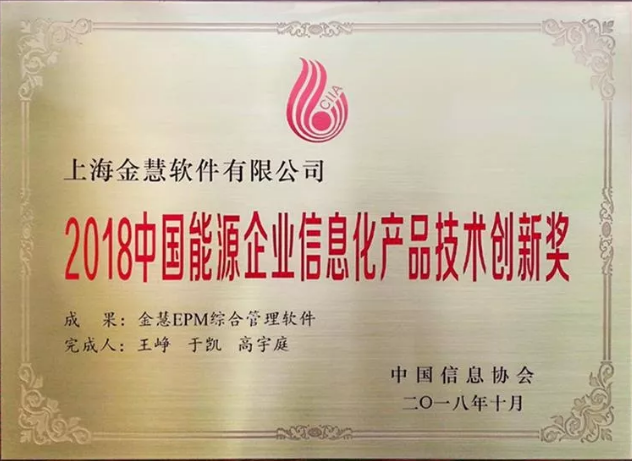 CIIA
上海金慧软件有限公司
2018中国能源企业信息化产品技术创新奖
成　果：金慧EPM综合管理软件
完成人：王峥 于凯 高宇庭
中国信息协会
二〇一八年十月